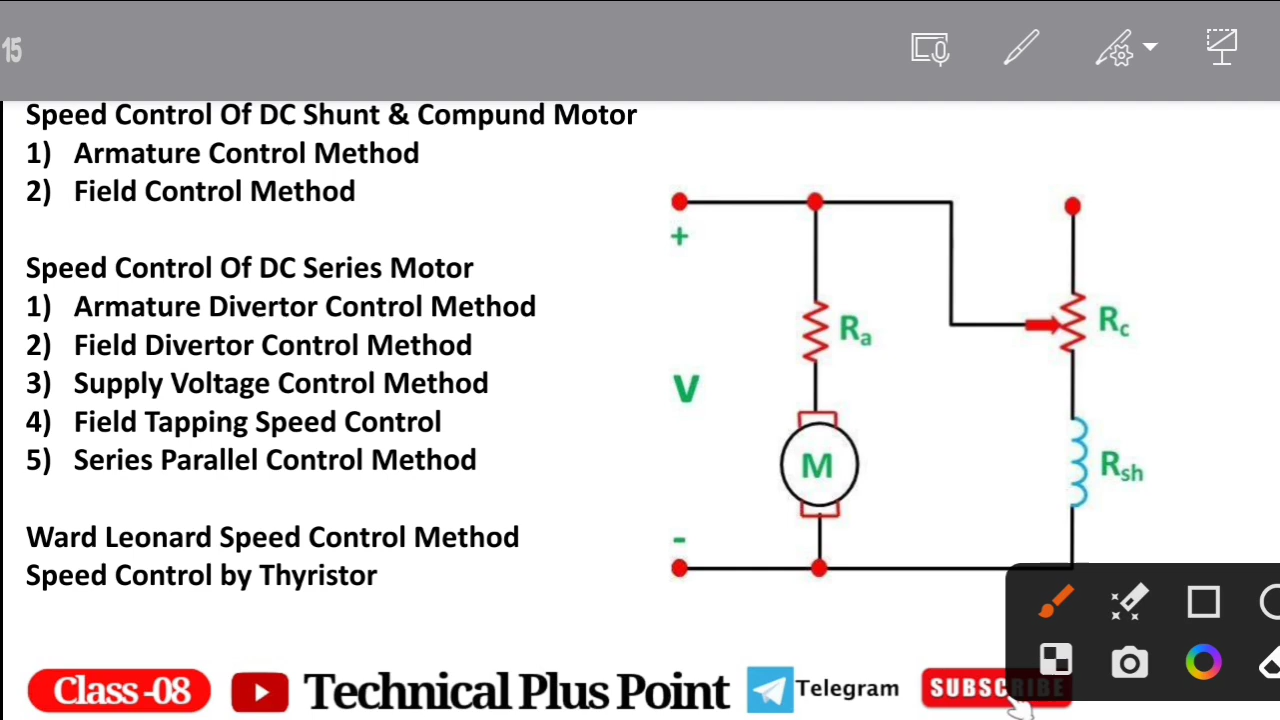 15
Speed Control Of DC Shunt & Compund Motor
1) Armature Control Method
2) Field Control Method
Speed Control Of DC Series Motor
1) Armature Divertor Control Method
2) Field Divertor Control Method
3) Supply Voltage Control Method
4) Field Tapping Speed Control
5) Series Parallel Control Method
Ward Leonard Speed Control Method
Speed Control by Thyristor
+
Ra
Rc
V
M
Rsh
-
Class -08
Technical Plus Point
Telegram
SUBSCRIBE